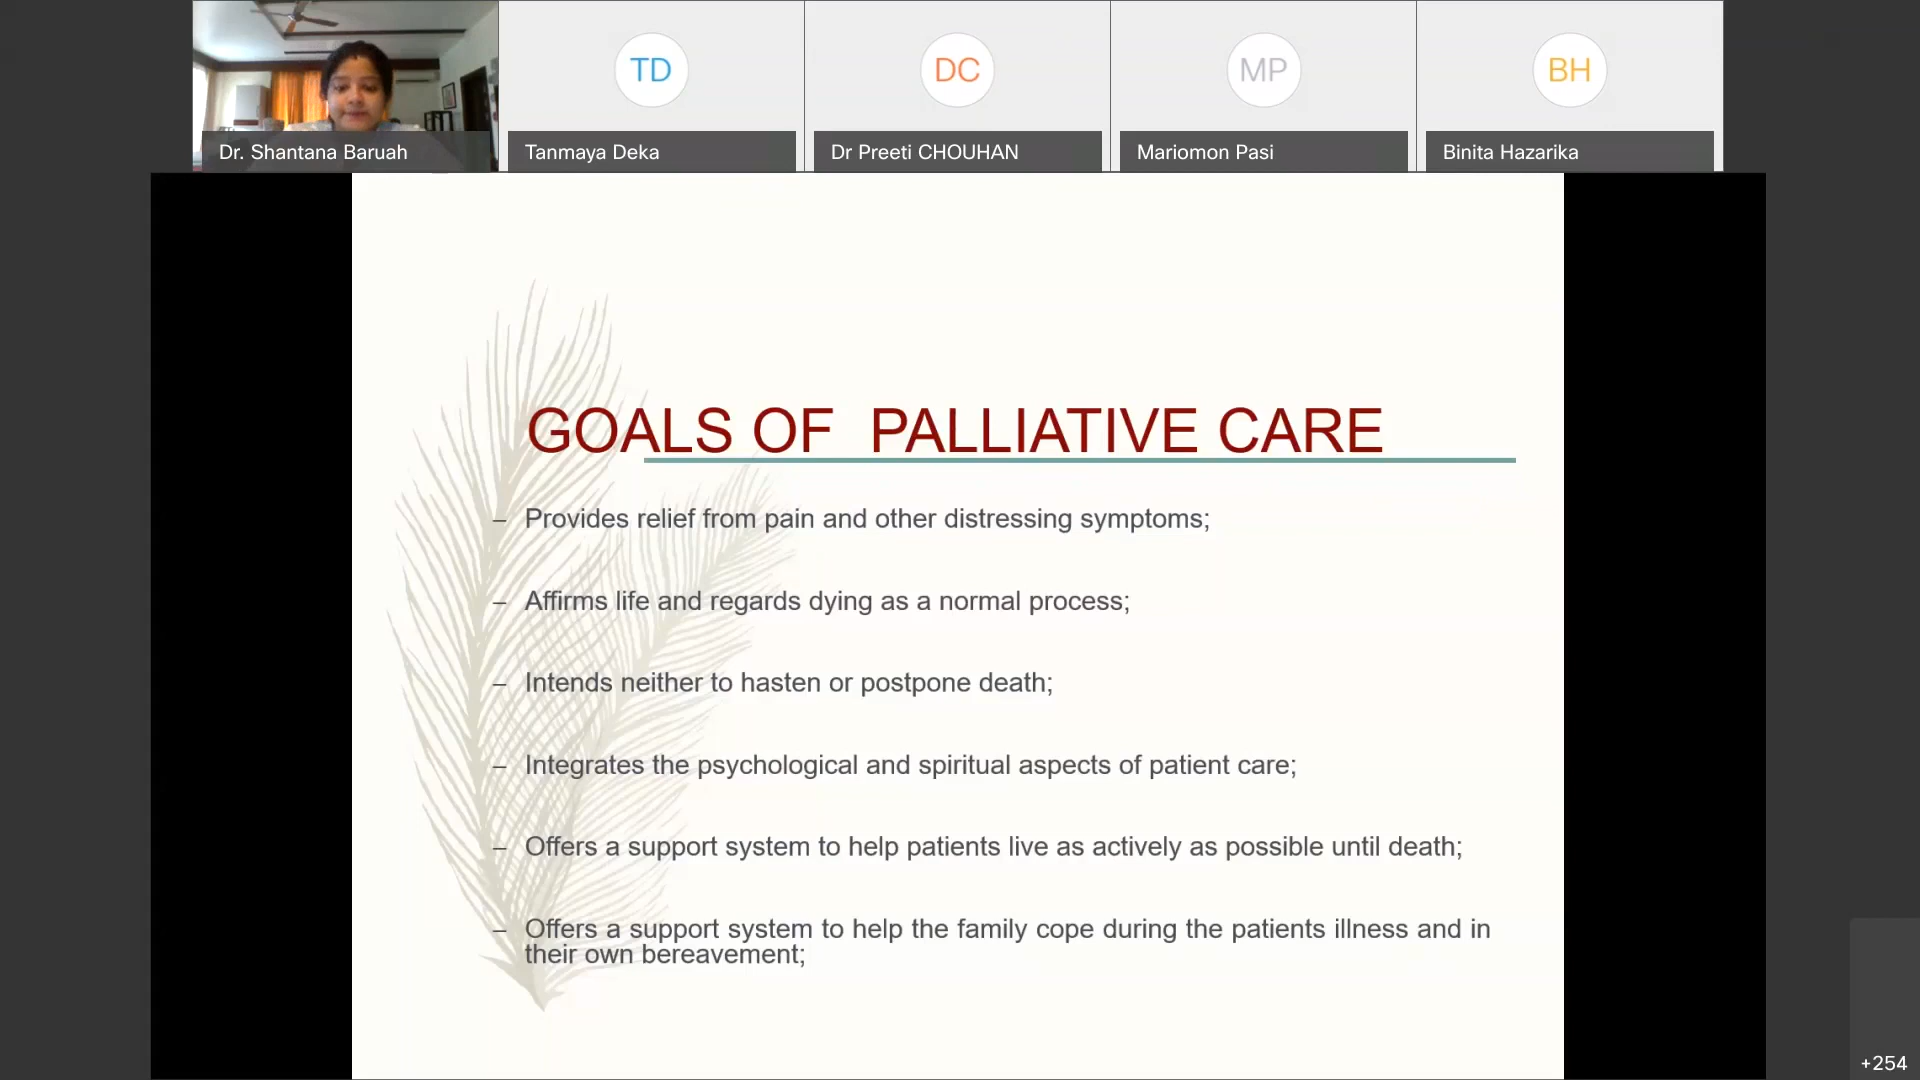 TD
DC
MP
BH
Dr. Shantana Baruah
Tanmaya Deka
Dr Preeti CHOUHAN
Mariomon Pasi
Binita Hazarika
GOALS OF PALLIATIVE CARE
– Provides relief from pain and other distressing symptoms;
– Affirms life and regards dying as a normal process;
– Intends neither to hasten or postpone death;
– Integrates the psychological and spiritual aspects of patient care;
– Offers a support system to help patients live as actively as possible until death;
– Offers a support system to help the family cope during the patients illness and in
their own bereavement;
+254